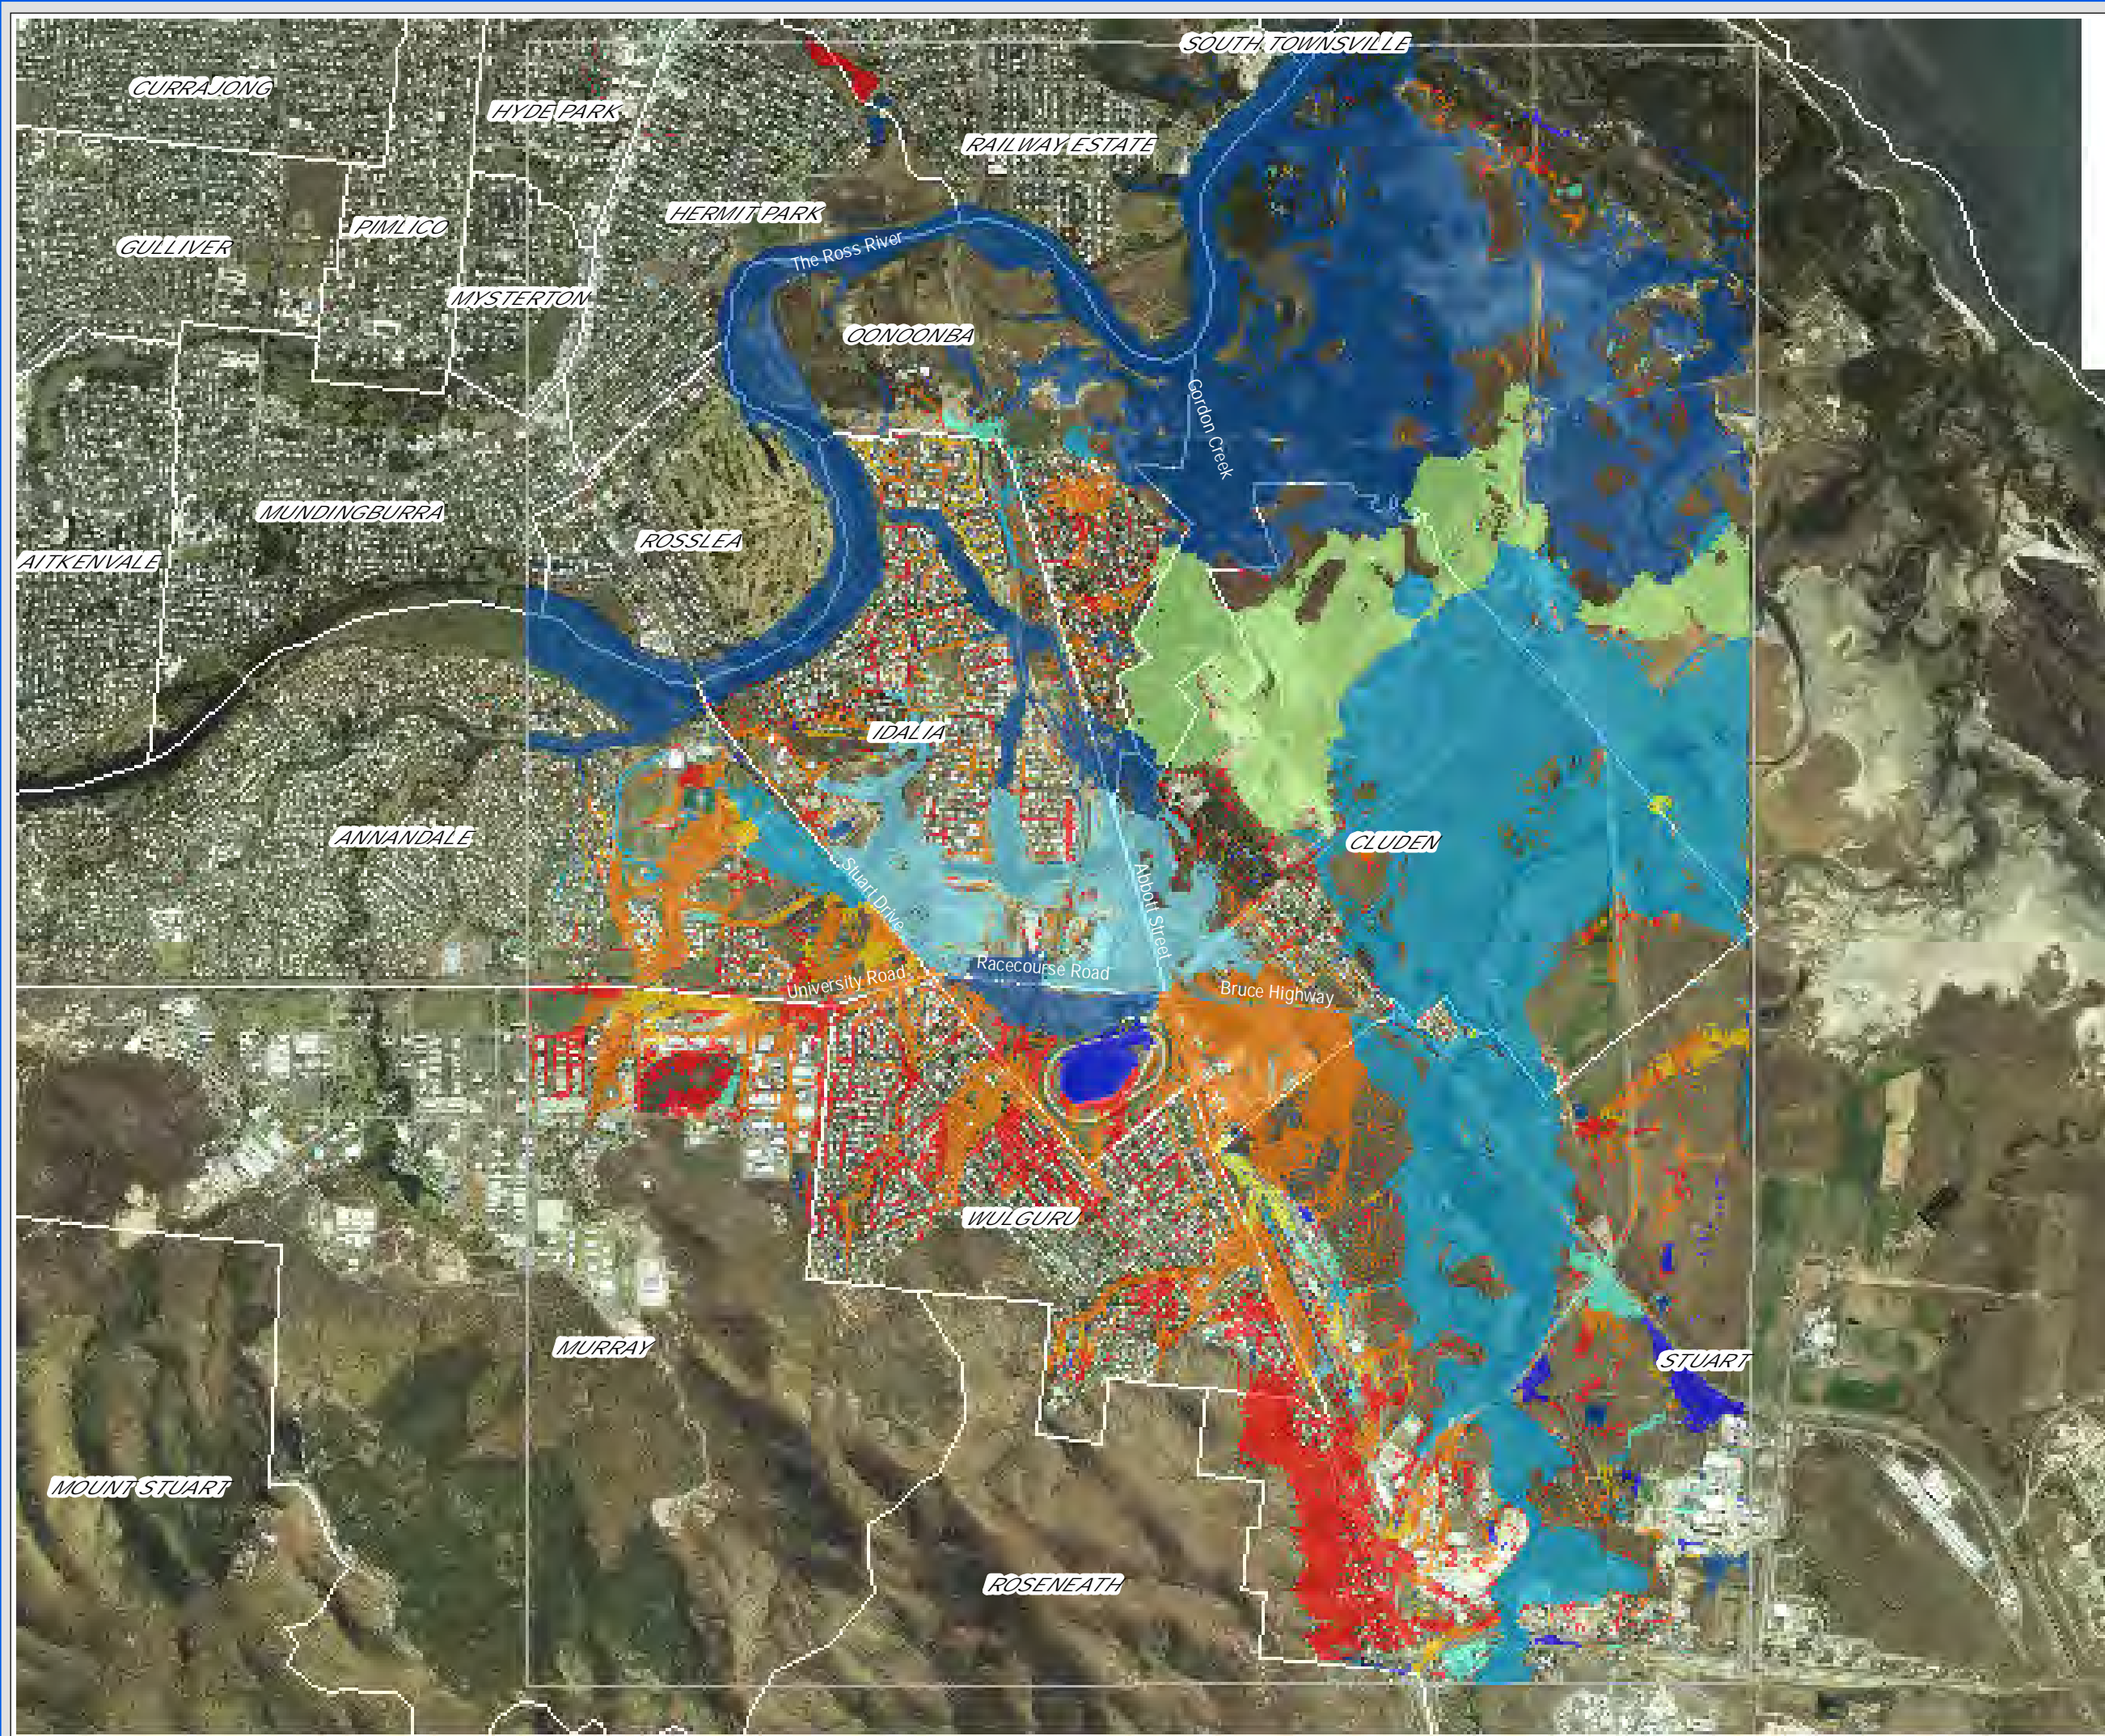 SOUTH TOWNSVILLE
CURRAJONG
HYDE PARK
RAILWAY ESTATE
HERMIT PARK
PIMLICO
GULLIVER
The Ross River
MYSTERTON
OONOONBA
Gordon Creek
MUNDINGBURRA
ROSSLEA
AITKENVALE
IDALIA
ANNANDALE
CLUDEN
Stuart Drive
Abbott Street
Racecourse Road
University Road
Bruce Highway
WULGURU
MURRAY
STUART
MOUNT STUART
ROSENEATH